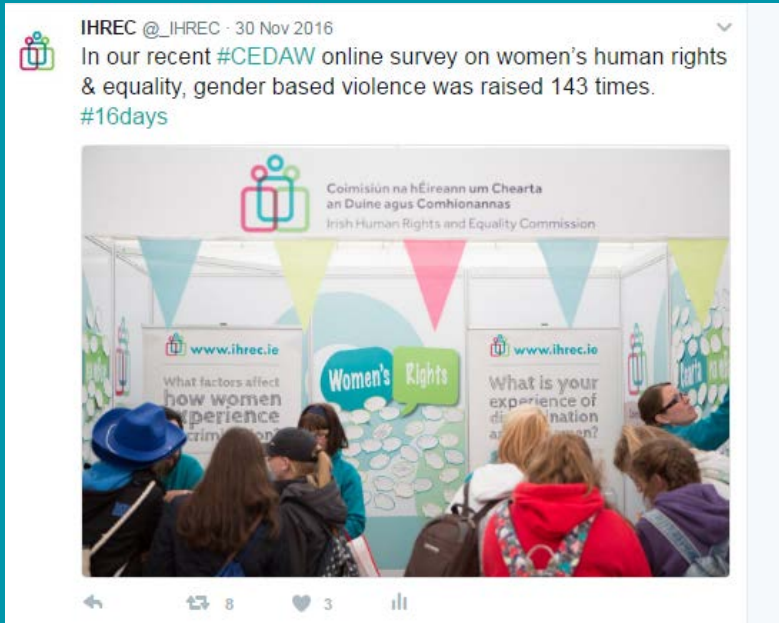 IHREC @_IHREC · 30 Nov 2016
In our recent #CEDAW online survey on women's human rights
& equality, gender based violence was raised 143 times.
#16days
Coimisiún na hÉireann um Chearta
an Duine agus Comhionannas
Irish Human Rights and Equality Commission
www.ihrec.ie
What factors affect
how women
Women's Rights
www.ihrec.ie
What is your
experience of
Cearta
8
3